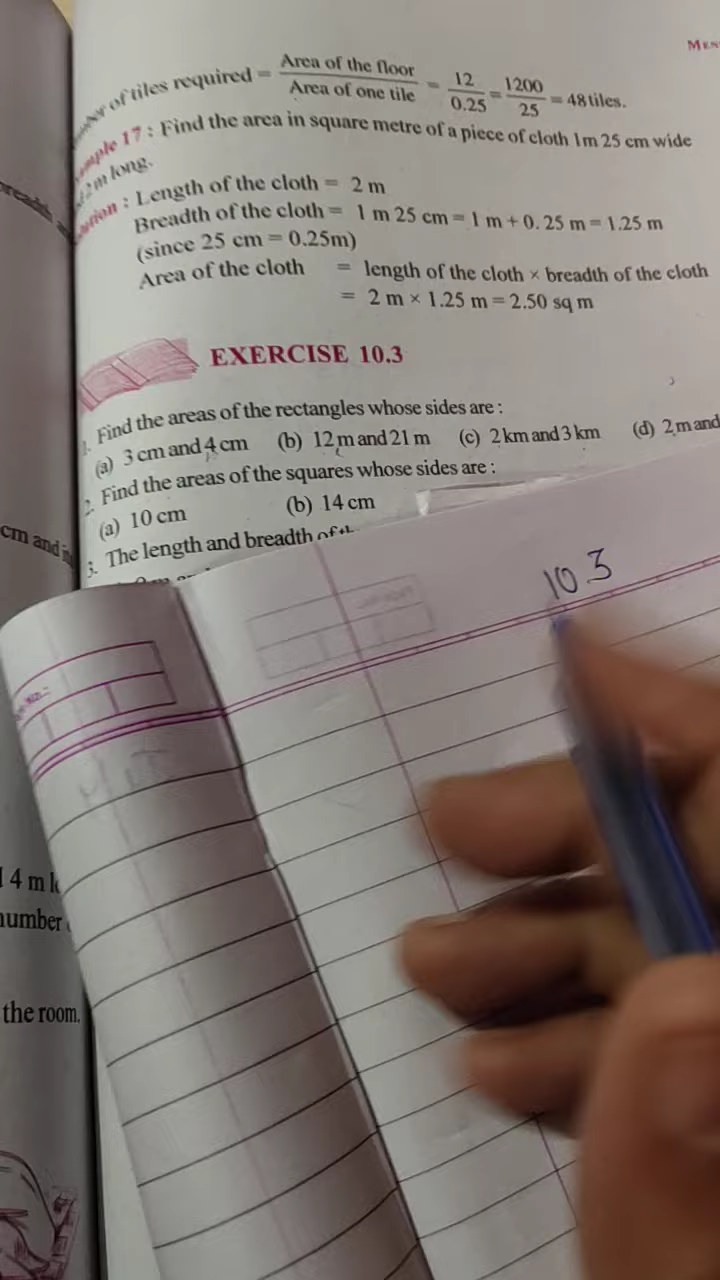 MEN
of tiles required = Area of the floor / Area of one tile = 12 / 0.25 = 1200 / 25 = 48 tiles.
17 : Find the area in square metre of a piece of cloth 1m 25 cm wide
2m long.
: Length of the cloth = 2 m
Breadth of the cloth = 1 m 25 cm = 1 m + 0. 25 m = 1.25 m
(since 25 cm = 0.25m)
Area of the cloth = length of the cloth × breadth of the cloth
= 2 m × 1.25 m = 2.50 sq m
EXERCISE 10.3
1. Find the areas of the rectangles whose sides are :
(a) 3 cm and 4 cm (b) 12 m and 21 m (c) 2 km and 3 km (d) 2 m and
2. Find the areas of the squares whose sides are :
(a) 10 cm (b) 14 cm
3. The length and breadth of
cm and
10 3
4 m
number
the room.